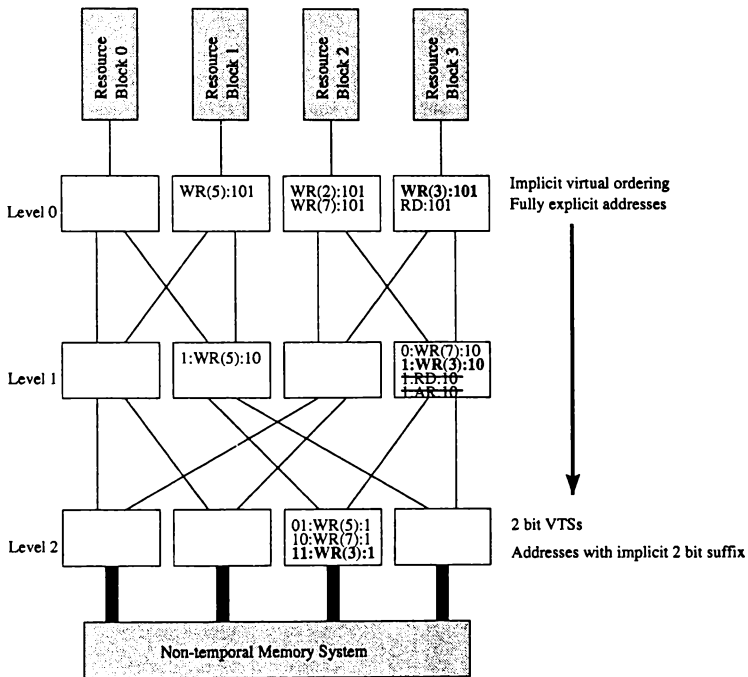 Resource
Block 0
Resource
Block 1
Resource
Block 2
Resource
Block 3
Level 0
WR(5):101
WR(2):101
WR(7):101
WR(3):101
RD:101
Implicit virtual ordering
Fully explicit addresses
Level 1
1:WR(5):10
0:WR(7):10
1:WR(3):10
1:RD:10
1:AR:10
Level 2
01:WR(5):1
10:WR(7):1
11:WR(3):1
2 bit VTSs
Addresses with implicit 2 bit suffix
Non-temporal Memory System